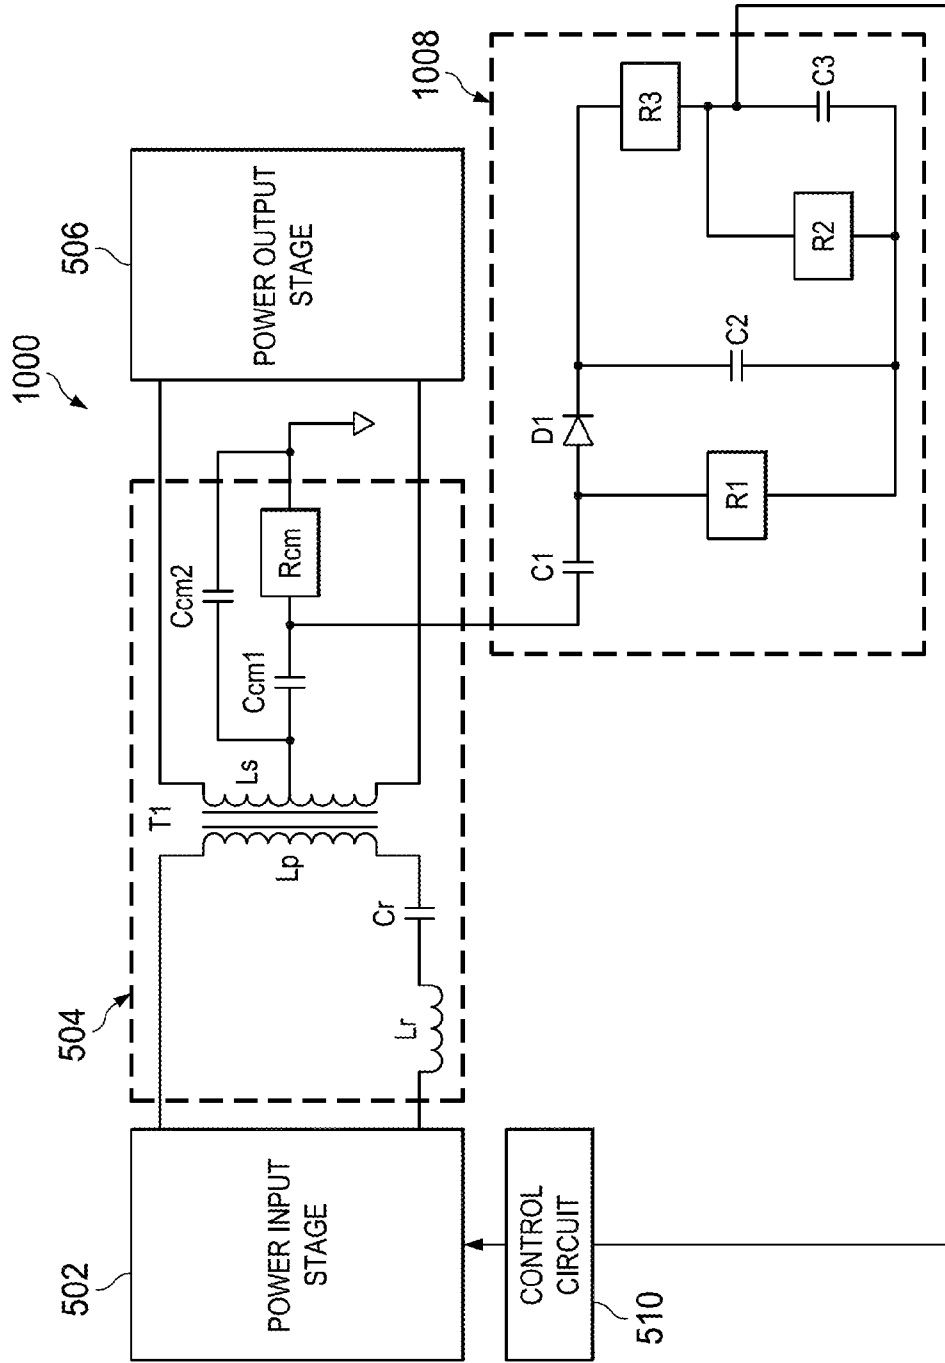 1000
502
504
506
POWER INPUT
STAGE
Lr
Cr
Lp
T1
Ls
Ccm2
Ccm1
Rcm
POWER OUTPUT
STAGE
CONTROL
CIRCUIT
510
1008
C1
D1
R1
C2
R3
R2
C3